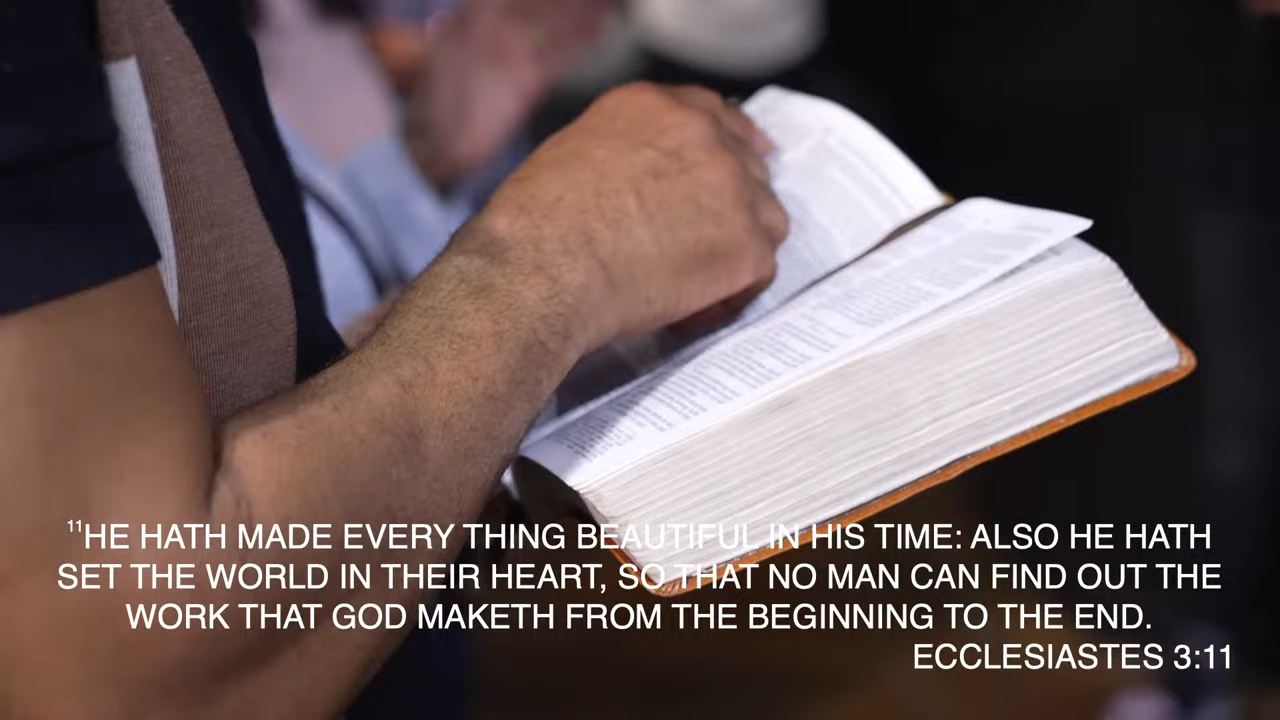 ¹¹HE HATH MADE EVERY THING BEAUTIFUL IN HIS TIME: ALSO HE HATH
SET THE WORLD IN THEIR HEART, SO THAT NO MAN CAN FIND OUT THE
WORK THAT GOD MAKETH FROM THE BEGINNING TO THE END.
ECCLESIASTES 3:11